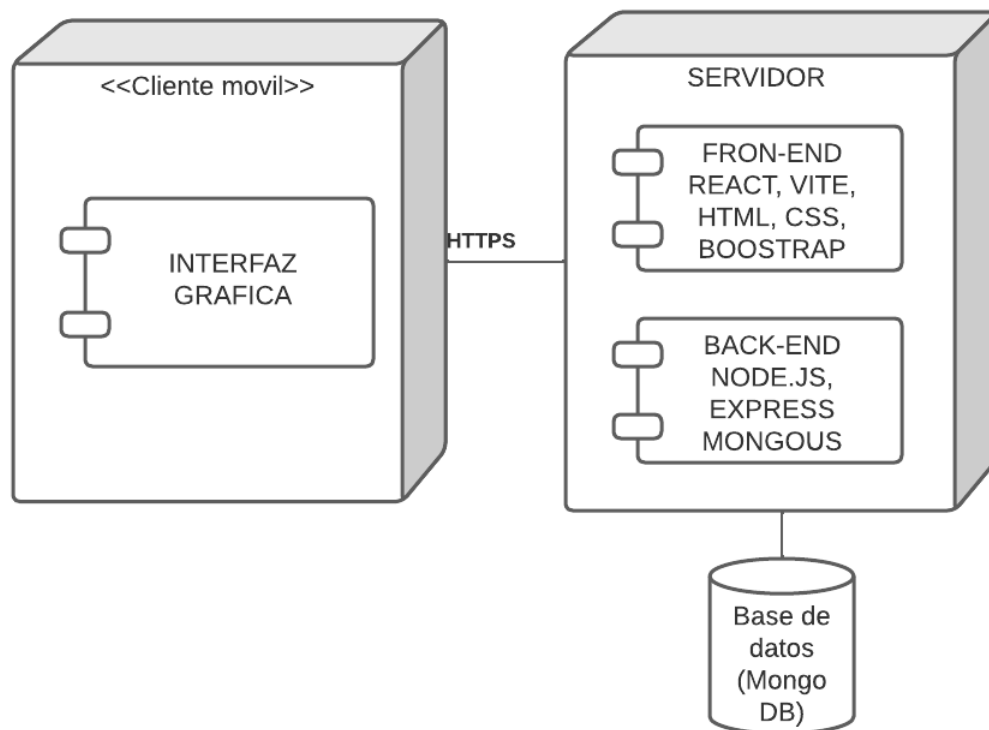 <<Cliente movil>>
INTERFAZ
GRAFICA
HTTPS
SERVIDOR
FRON-END
REACT, VITE,
HTML, CSS,
BOOSTRAP
BACK-END
NODE.JS,
EXPRESS
MONGOUS
Base de
datos
(Mongo
DB)